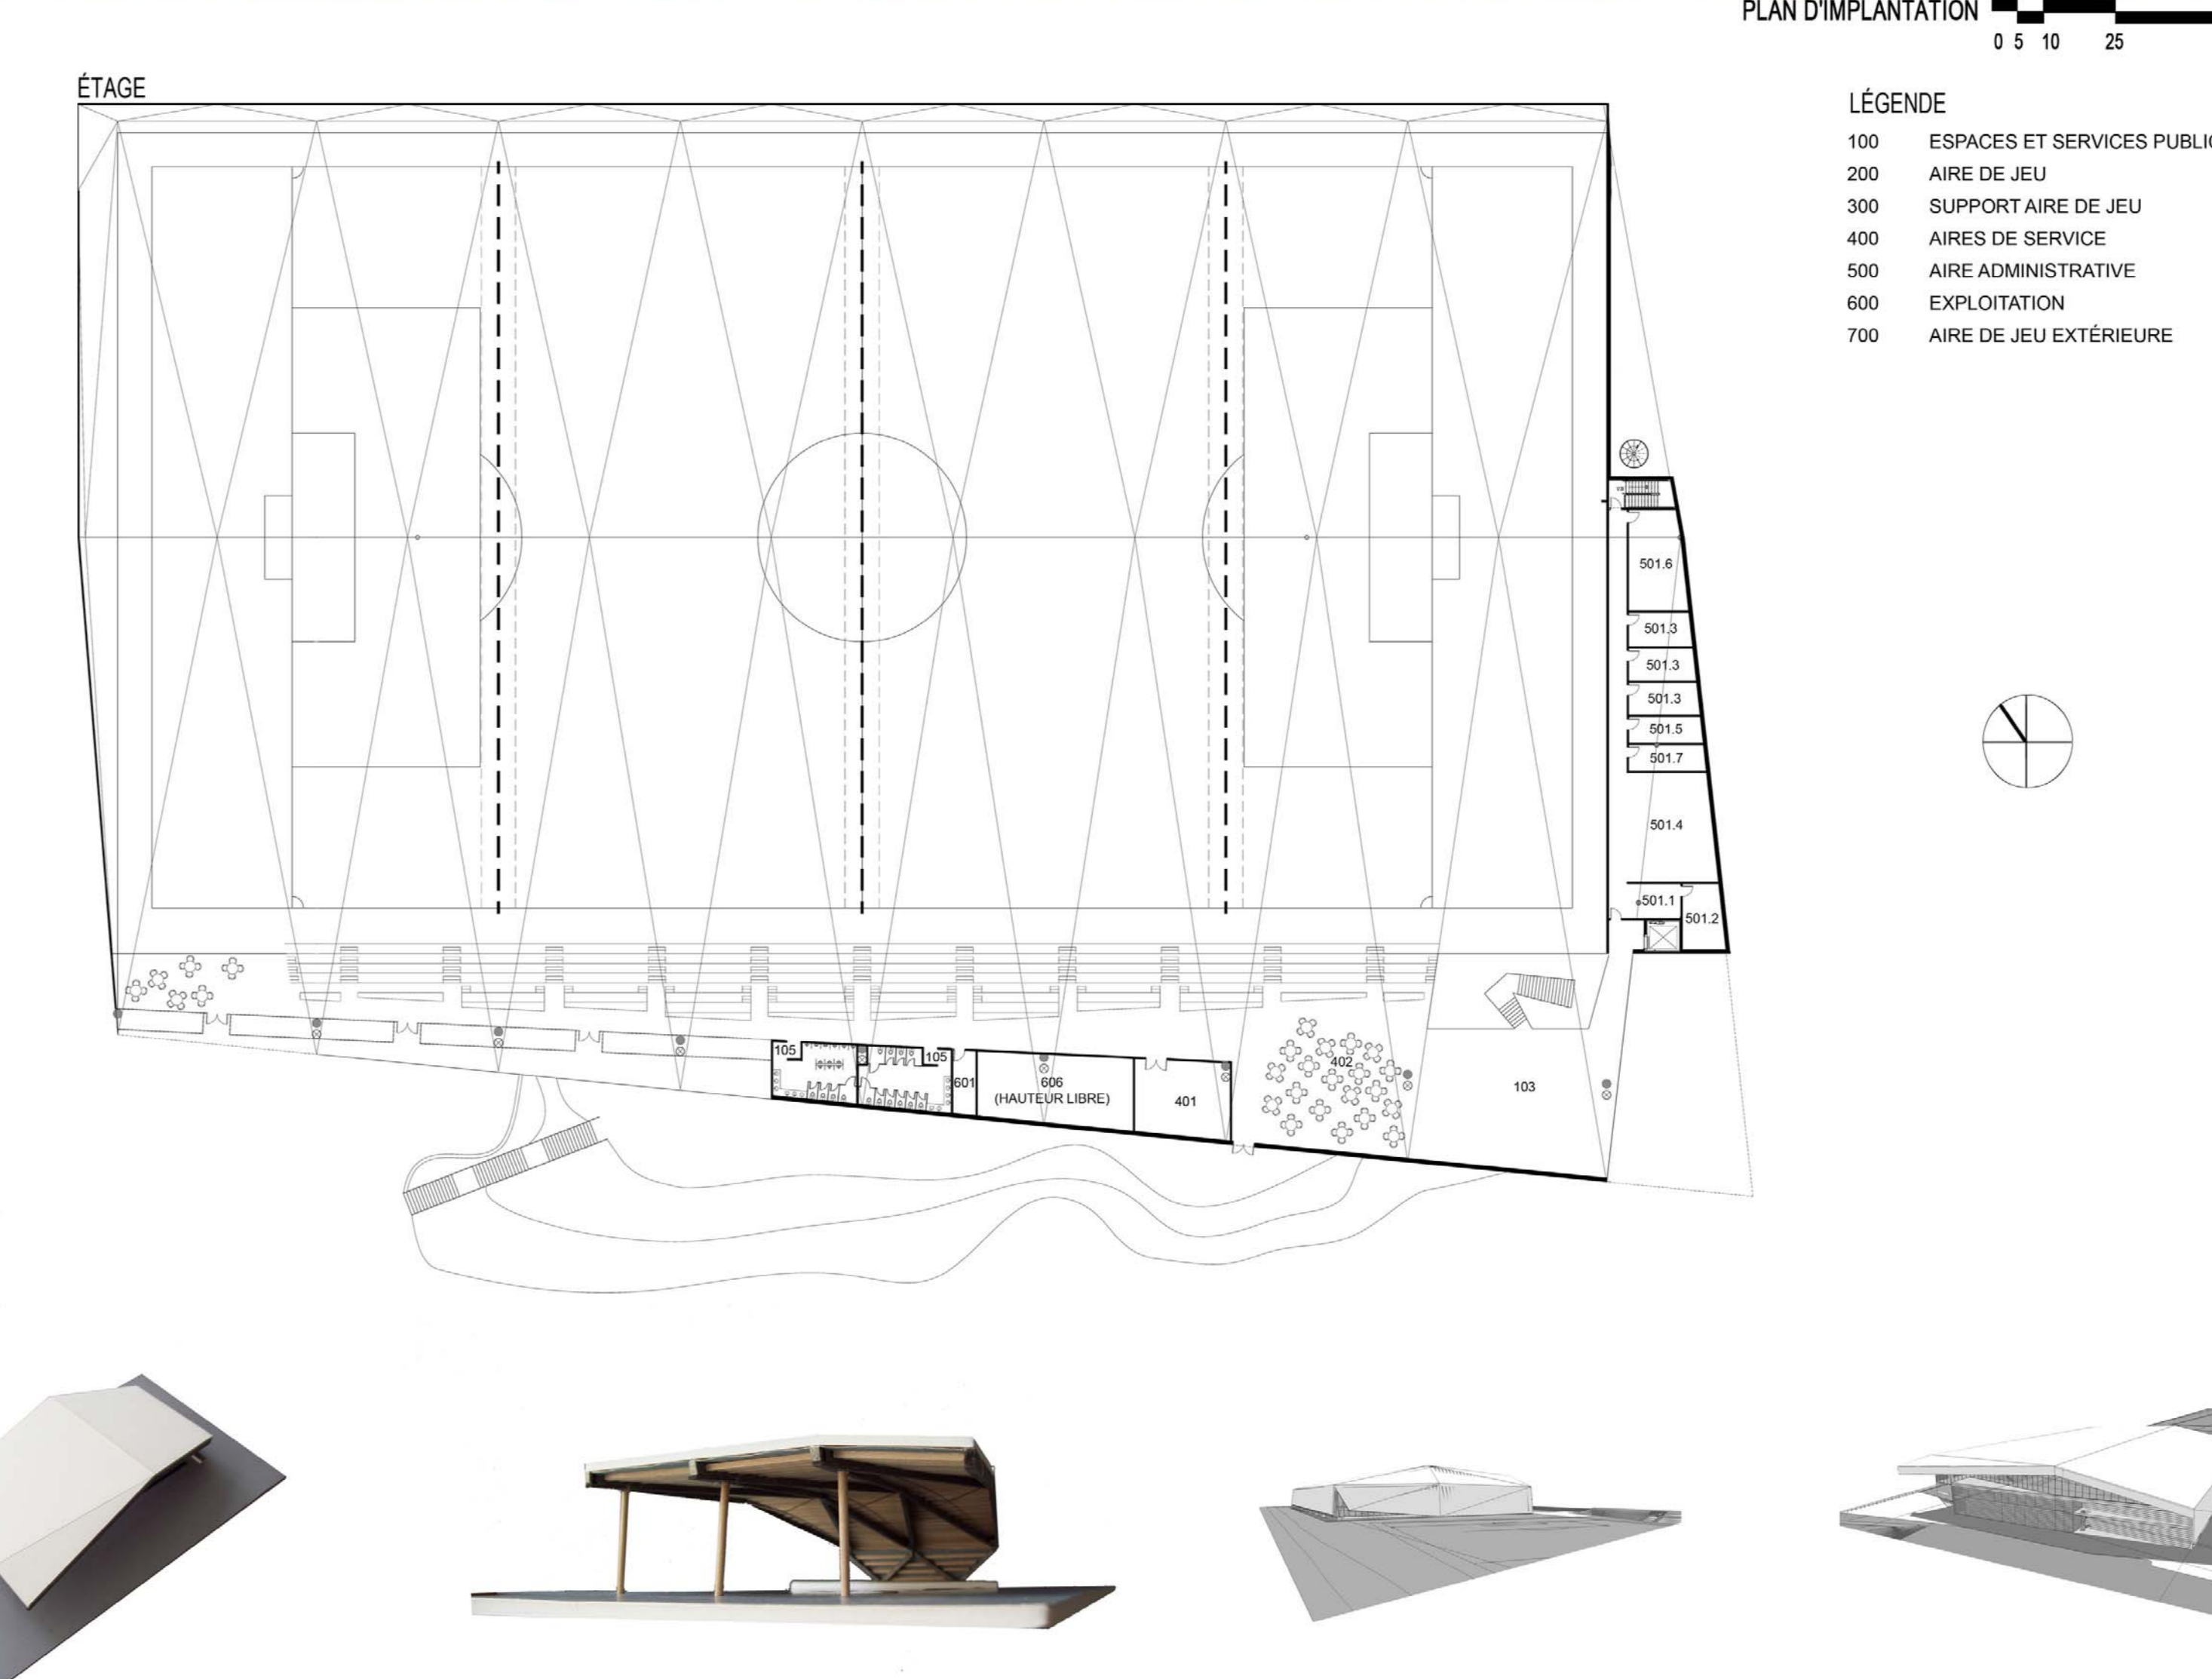 PLAN D'IMPLANTATION
0 5 10 25
ÉTAGE
LÉGENDE
100 ESPACES ET SERVICES
200 AIRE DE JEU
300 SUPPORT AIRE DE JEU
400 AIRES DE SERVICE
500 AIRE ADMINISTRATIVE
600 EXPLOITATION
700 AIRE DE JEU EXTÉRIEURE
501.6
501.3
501.3
501.3
501.5
501.7
501.4
501.1
501.2
105
105
601
606
(HAUTEUR LIBRE)
401
402
103